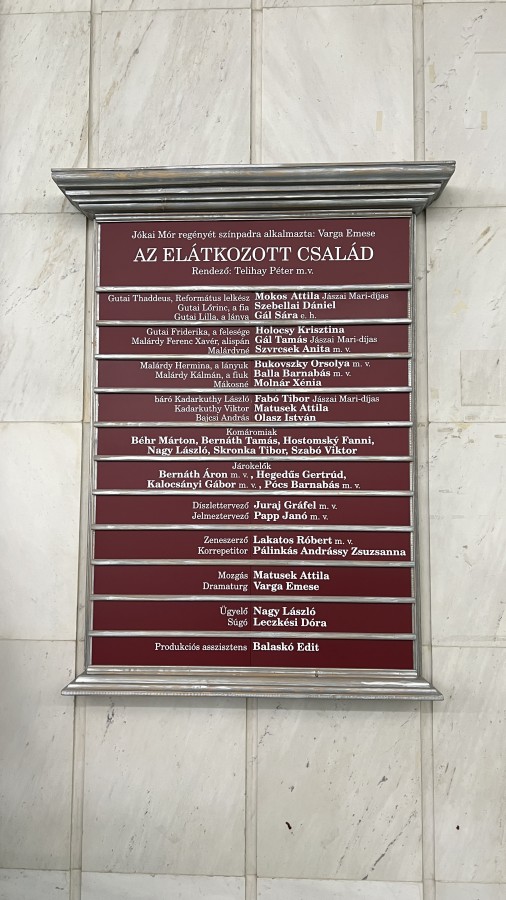 Jókai Mór regényét színpadra alkalmazta: Varga Emese
AZ ELÁTKOZOTT CSALÁD
Rendező: Telihay Péter m.v.
Gutai Thaddeus, Református lelkész Mokos Attila Jászai Mari-díjas
Gutai Lőrinc, a fia Szebellai Dániel
Gutai Lilla, a lánya Gál Sára e. h.
Gutai Friderika, a felesége Holocsy Krisztina
Malárdy Ferenc Xavér, alispán Gál Tamás Jászai Mari-díjas
Malárdyné Szvrcsek Anita m. v.
Malárdy Hermina, a lányuk Bukovszky Orsolya m. v.
Malárdy Kálmán, a fiuk Balla Barnabás m. v.
Mákosné Molnár Xénia
báró Kadarkuthy László Fabó Tibor Jászai Mari-díjas
Kadarkuthy Viktor Matusek Attila
Bajcsi András Olasz István
Komáromiak
Béhr Márton, Bernáth Tamás, Hostomský Fanni,
Nagy László, Skronka Tibor, Szabó Viktor
Járókelők
Bernáth Áron m. v. , Hegedűs Gertrúd,
Kalocsányi Gábor m. v. , Pócs Barnabás m. v.
Díszlettervező Juraj Gráfel m. v.
Jelmeztervező Papp Janó m. v.
Zeneszerző Lakatos Róbert m. v.
Korrepetitor Pálinkás Andrássy Zsuzsanna
Mozgás Matusek Attila
Dramaturg Varga Emese
Ügyelő Nagy László
Súgó Leczkési Dóra
Produkciós asszisztens Balaskó Edit